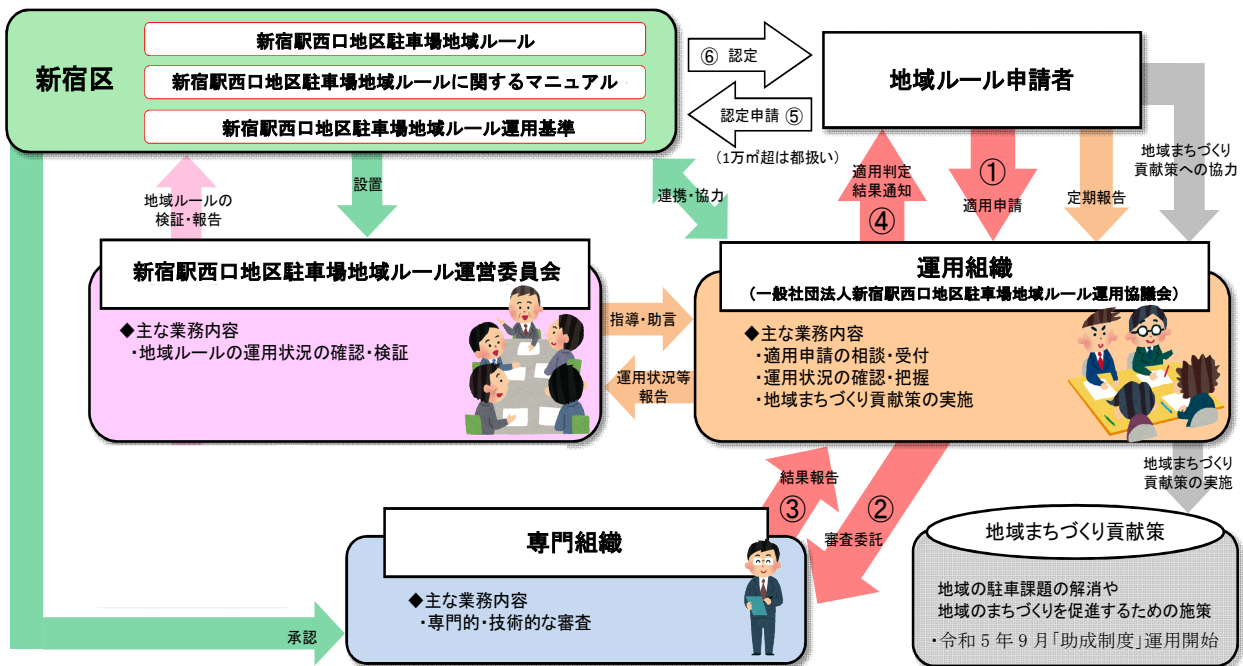 新宿区
新宿駅西口地区駐車場地域ルール
新宿駅西口地区駐車場地域ルールに関するマニュアル
新宿駅西口地区駐車場地域ルール運用基準
⑥ 認定
認定申請 ⑤
(1万㎡超は都扱い)
地域ルール申請者
地域ルールの
検証・報告
設置
連携・協力
適用判定
結果通知
④
①
適用申請
定期報告
地域まちづくり
貢献策への協力
新宿駅西口地区駐車場地域ルール運営委員会
◆主な業務内容
・地域ルールの運用状況の確認・検証
指導・助言
運用状況等
報告
運用組織
(一般社団法人新宿駅西口地区駐車場地域ルール運用協議会)
◆主な業務内容
・適用申請の相談・受付
・運用状況の確認・把握
・地域まちづくり貢献策の実施
結果報告
③
②
審査委託
地域まちづくり
貢献策の実施
専門組織
◆主な業務内容
・専門的・技術的な審査
承認
地域まちづくり貢献策
地域の駐車課題の解消や
地域のまちづくりを促進するための施策
・令和5年9月「助成制度」運用開始